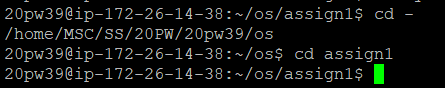 20pw39@ip-172-26-14-38:~/os/assign1$ cd -
/home/MSC/SS/20PW/20pw39/os
20pw39@ip-172-26-14-38:~/os$ cd assign1
20pw39@ip-172-26-14-38:~/os/assign1$